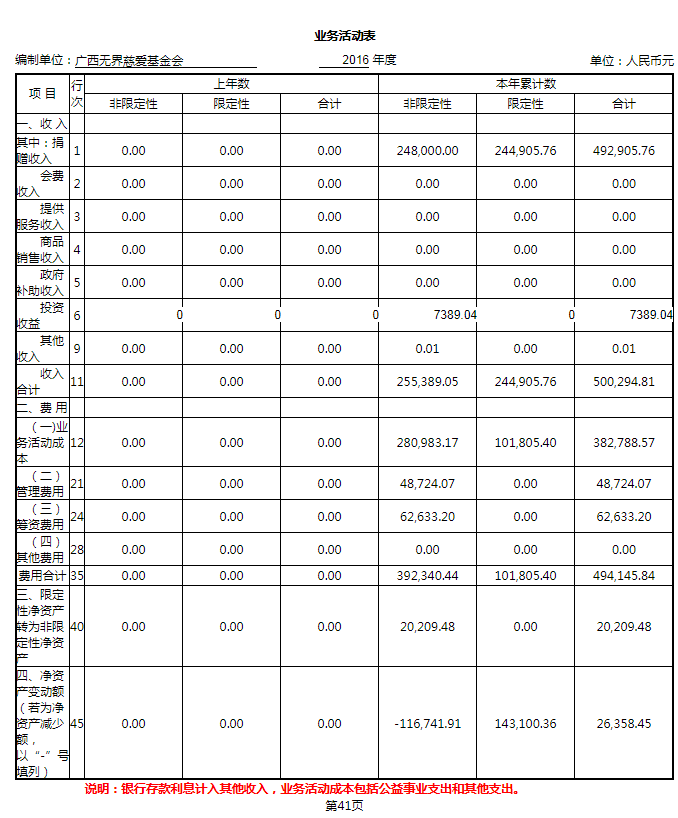 业务活动表
编制单位：广西无界慈爱基金会 2016 年度 单位：人民币元
项 目 行次 上年数 本年累计数
非限定性 限定性 合计 非限定性 限定性 合计
一、收 入
其中：捐赠收入 1 0.00 0.00 0.00 248,000.00 244,905.76 492,905.76
会费收入 2 0.00 0.00 0.00 0.00 0.00 0.00
提供服务收入 3 0.00 0.00 0.00 0.00 0.00 0.00
商品销售收入 4 0.00 0.00 0.00 0.00 0.00 0.00
政府补助收入 5 0.00 0.00 0.00 0.00 0.00 0.00
投资收益 6 0 0 0 7389.04 0 7389.04
其他收入 9 0.00 0.00 0.00 0.01 0.00 0.01
收入合计 11 0.00 0.00 0.00 255,389.05 244,905.76 500,294.81
二、费 用
（一)业务活动成本 12 0.00 0.00 0.00 280,983.17 101,805.40 382,788.57
（二）管理费用 21 0.00 0.00 0.00 48,724.07 0.00 48,724.07
（三）筹资费用 24 0.00 0.00 0.00 62,633.20 0.00 62,633.20
（四）其他费用 28 0.00 0.00 0.00 0.00 0.00 0.00
费用合计 35 0.00 0.00 0.00 392,340.44 101,805.40 494,145.84
三、限定性净资产转为非限定性净资产 40 0.00 0.00 0.00 20,209.48 0.00 20,209.48
四、净资产变动额（若为净资产减少额，以“-”号填列） 45 0.00 0.00 0.00 -116,741.91 143,100.36 26,358.45
说明：银行存款利息计入其他收入，业务活动成本包括公益事业支出和其他支出。
第41页